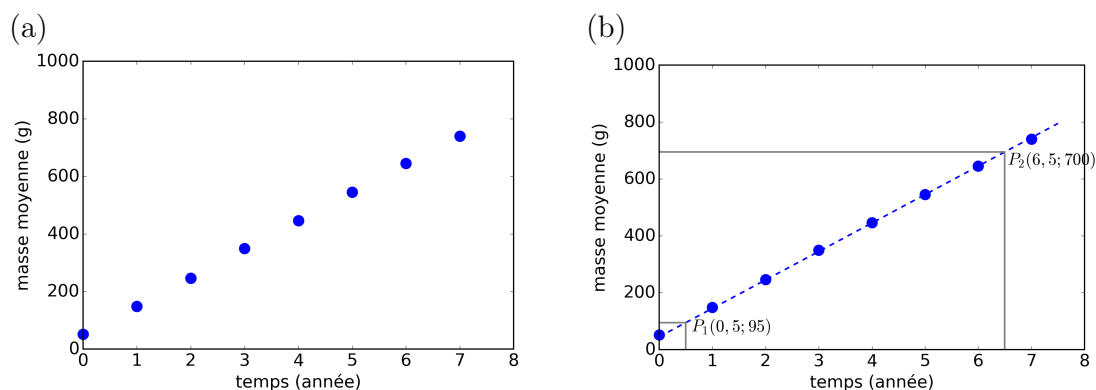 (a)
1000
800
600
400
200
0
0 1 2 3 4 5 6 7 8
masse moyenne (g)
temps (année)
(b)
1000
800
600
400
200
0
0 1 2 3 4 5 6 7 8
masse moyenne (g)
temps (année)
P₂(6, 5; 700)
P₁(0, 5; 95)